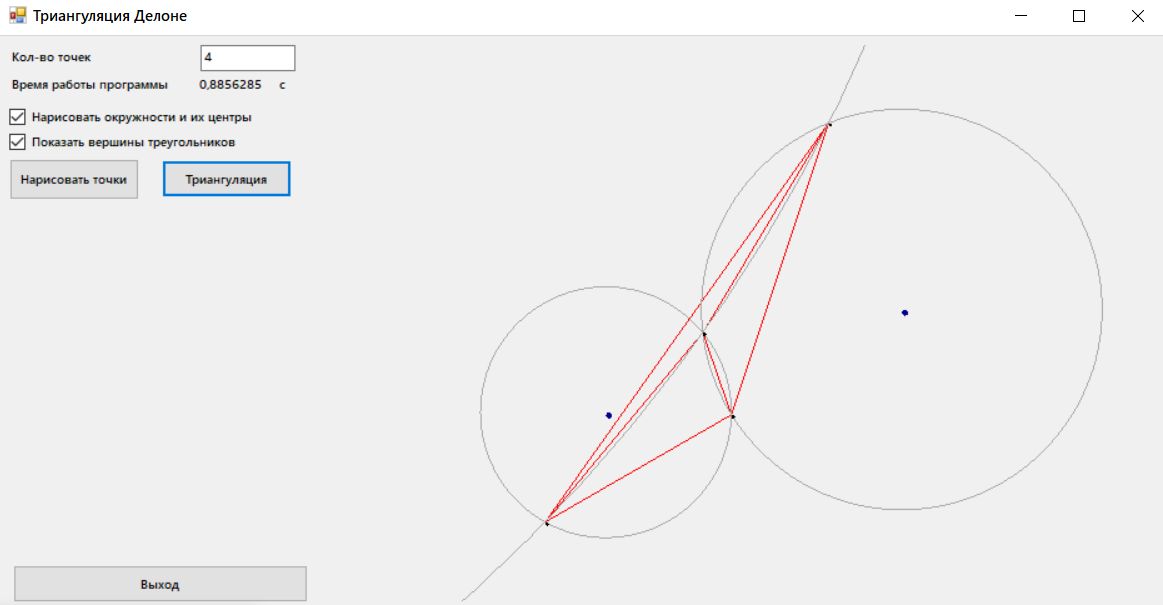 Триангуляция Делоне
Кол-во точек 4
Время работы программы 0,8856285 с
Нарисовать окружности и их центры
Показать вершины треугольников
Нарисовать точки Триангуляция
Выход